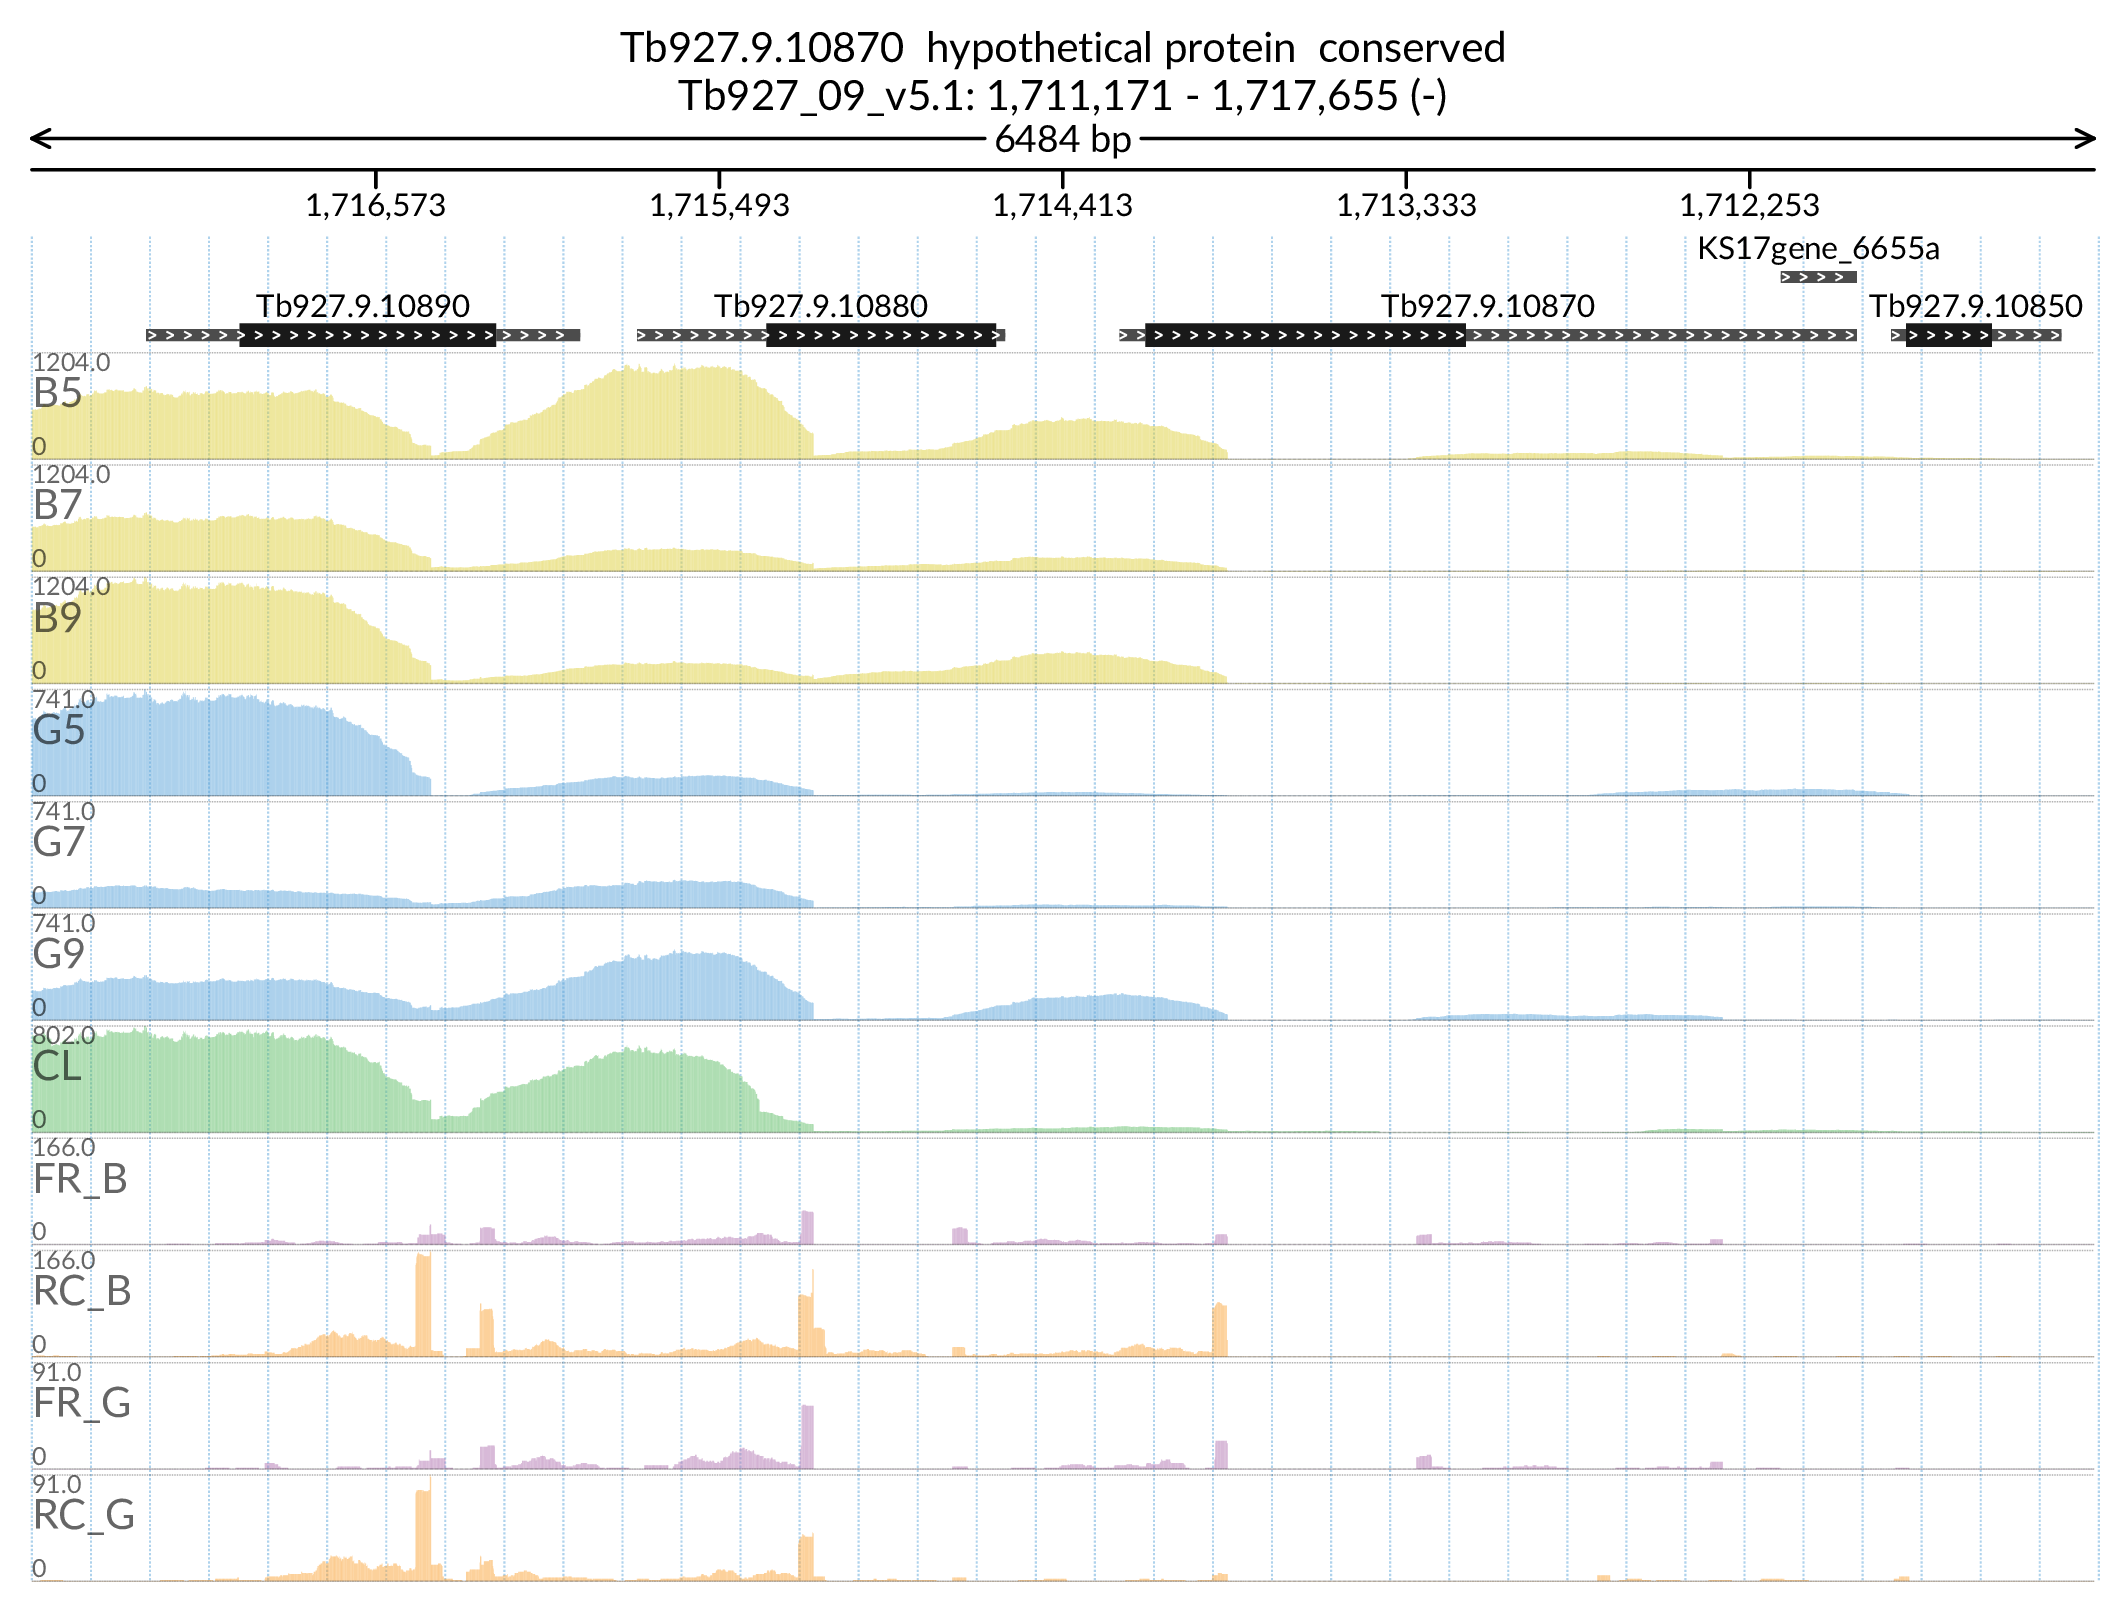 Tb927.9.10870  hypothetical protein  conserved
Tb927_09_v5.1: 1,711,171 - 1,717,655 (-)
6484 bp
1,716,573 1,715,493 1,714,413 1,713,333 1,712,253
KS17gene_6655a
Tb927.9.10890 Tb927.9.10880 Tb927.9.10870 Tb927.9.10850
1204.0
B5
0
1204.0
B7
0
1204.0
B9
0
741.0
G5
0
741.0
G7
0
741.0
G9
0
802.0
CL
0
166.0
FR_B
0
166.0
RC_B
0
91.0
FR_G
0
91.0
RC_G
0